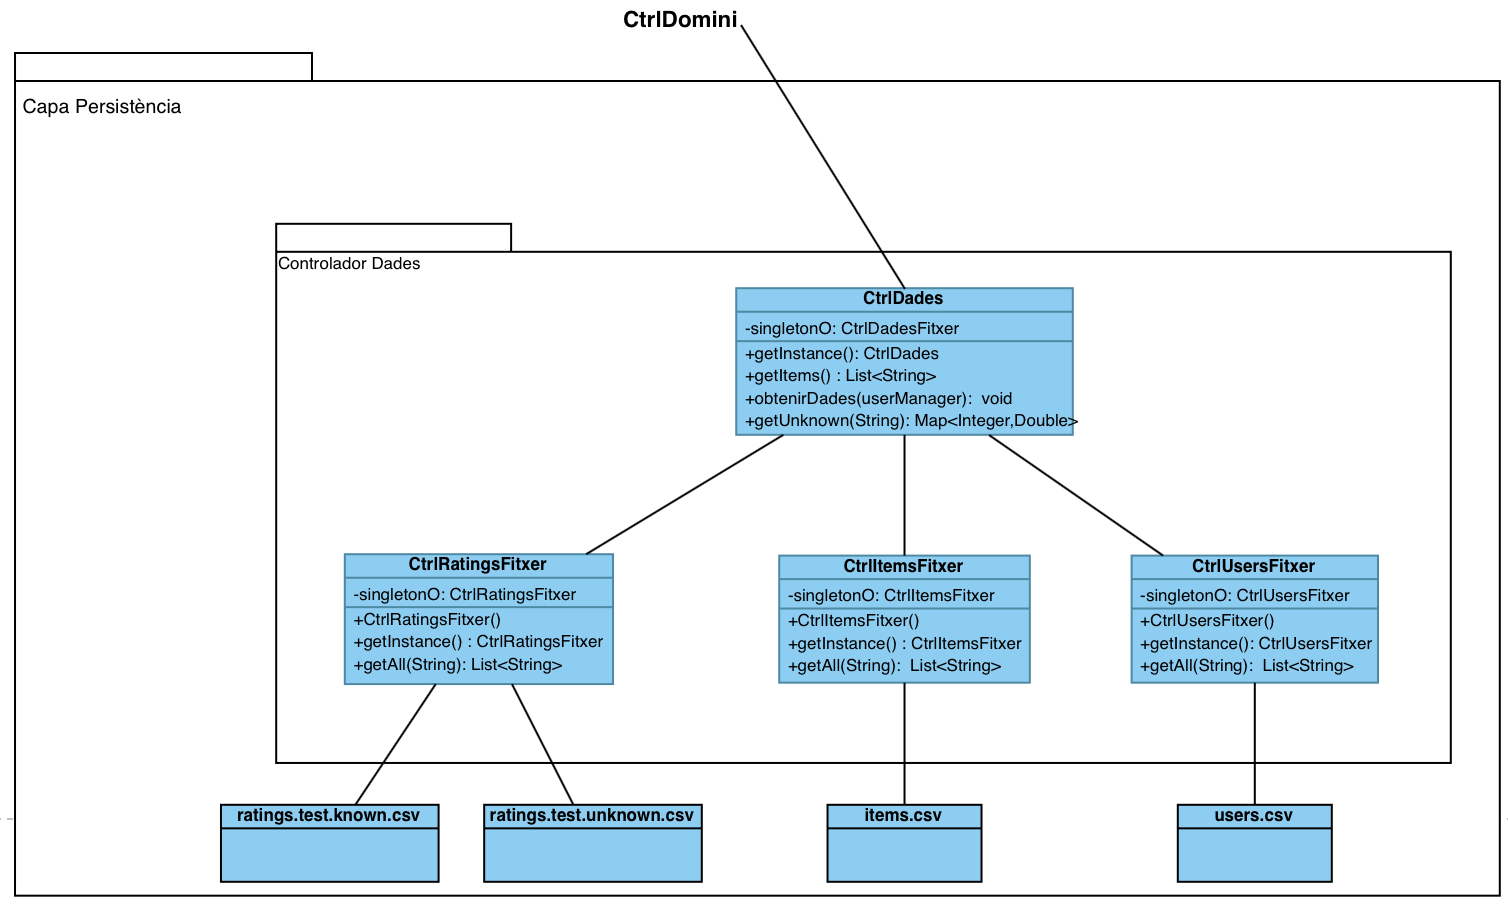 CtrlDomini
Capa Persistència
Controlador Dades
CtrlDades
-singletonO: CtrlDadesFitxer
+getInstance(): CtrlDades
+getItems() : List<String>
+obtenirDades(userManager):  void
+getUnknown(String): Map<Integer,Double>
CtrlRatingsFitxer
-singletonO: CtrlRatingsFitxer
+CtrlRatingsFitxer()
+getInstance() : CtrlRatingsFitxer
+getAll(String): List<String>
CtrlItemsFitxer
-singletonO: CtrlItemsFitxer
+CtrlItemsFitxer()
+getInstance() : CtrlItemsFitxer
+getAll(String):  List<String>
CtrlUsersFitxer
-singletonO: CtrlUsersFitxer
+CtrlUsersFitxer()
+getInstance(): CtrlUsersFitxer
+getAll(String):  List<String>
ratings.test.known.csv
ratings.test.unknown.csv
items.csv
users.csv